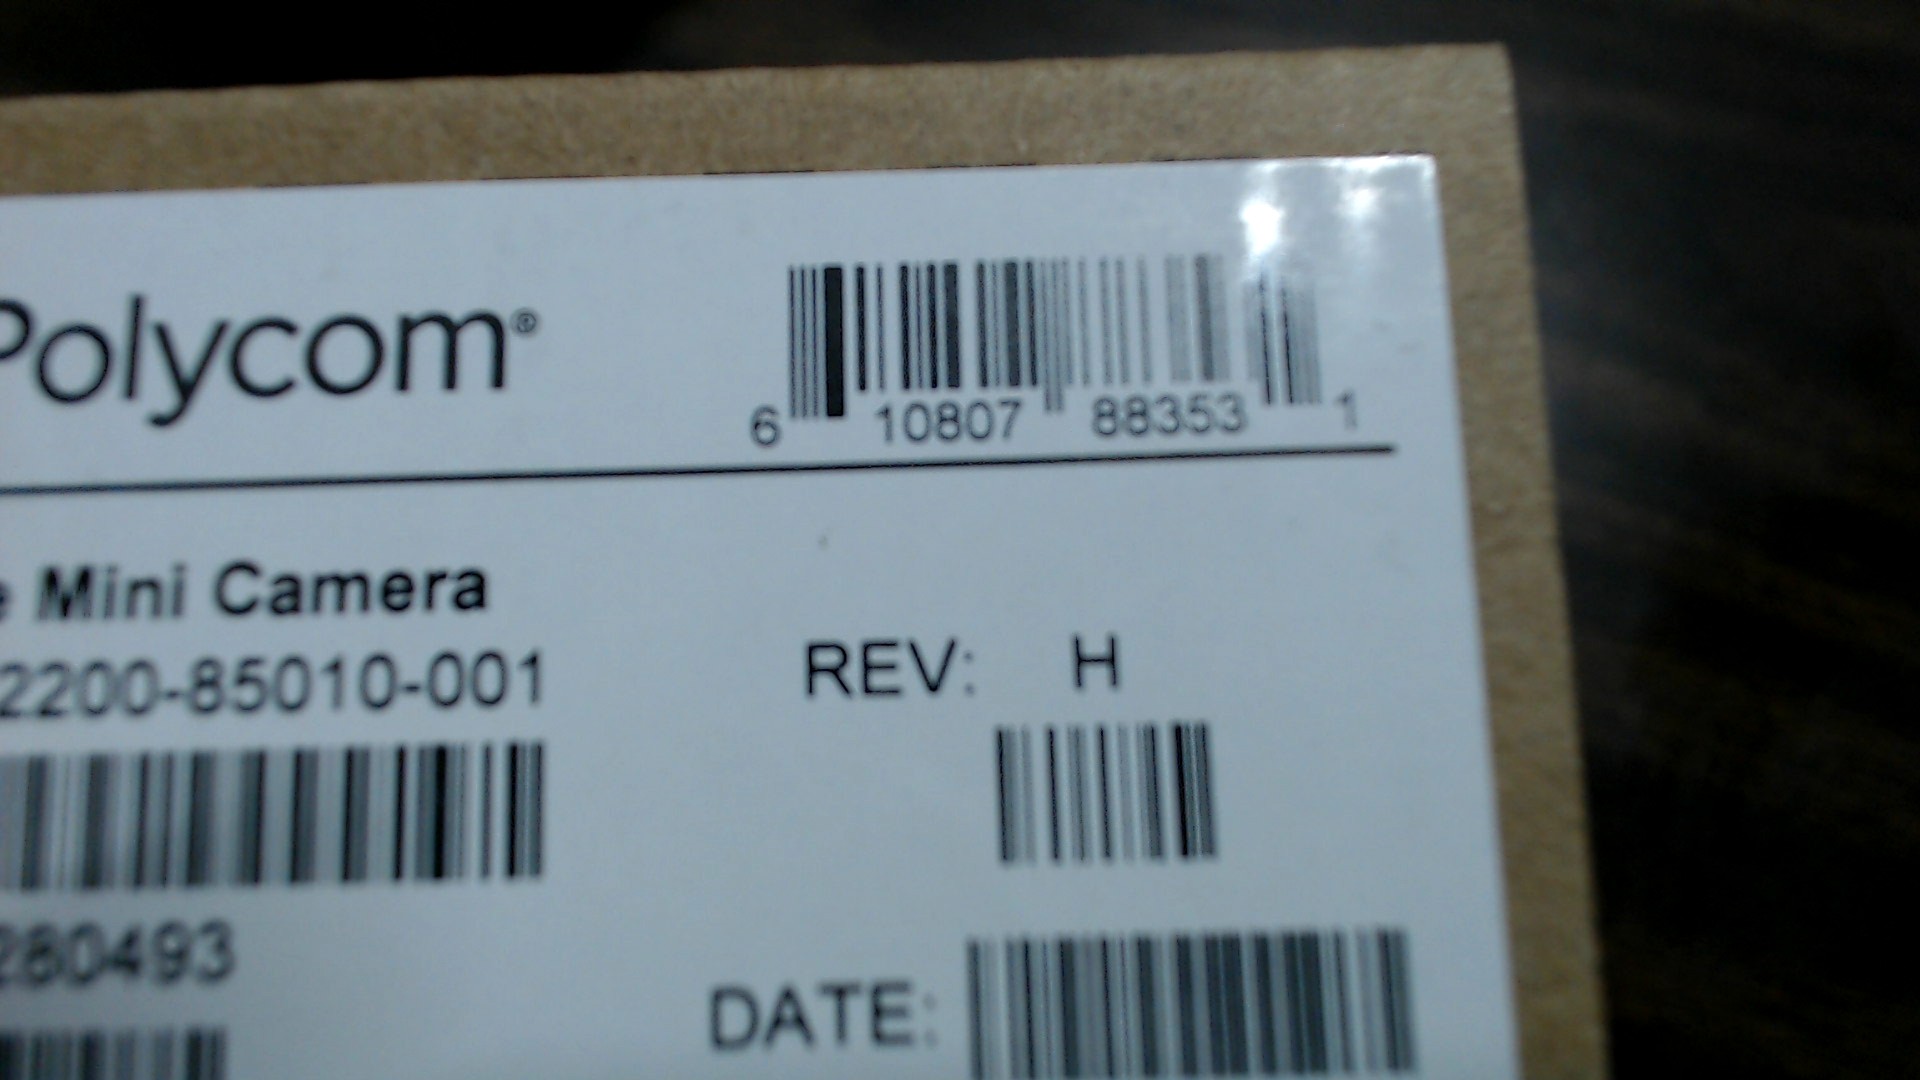 Polycom®
6 10807 88353 1
Mini Camera
2200-85010-001
REV: H
280493
DATE: